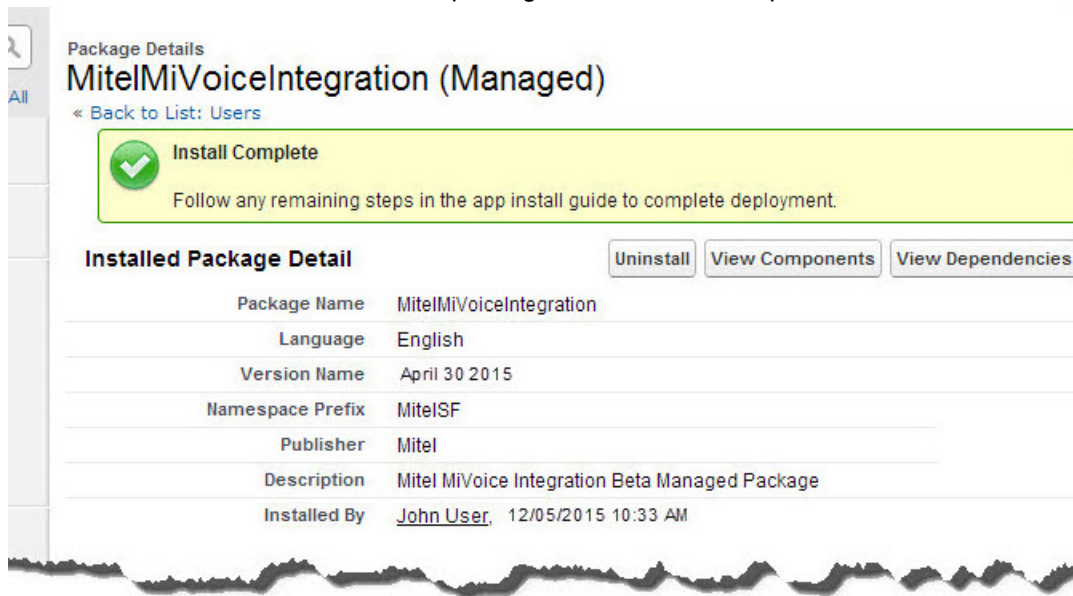 Package Details
MitelMiVoiceIntegration (Managed)
All
« Back to List: Users
Install Complete
Follow any remaining steps in the app install guide to complete deployment.
Installed Package Detail Uninstall View Components View Dependencies
Package Name MitelMiVoiceIntegration
Language English
Version Name April 30 2015
Namespace Prefix MitelSF
Publisher Mitel
Description Mitel MiVoice Integration Beta Managed Package
Installed By John User, 12/05/2015 10:33 AM